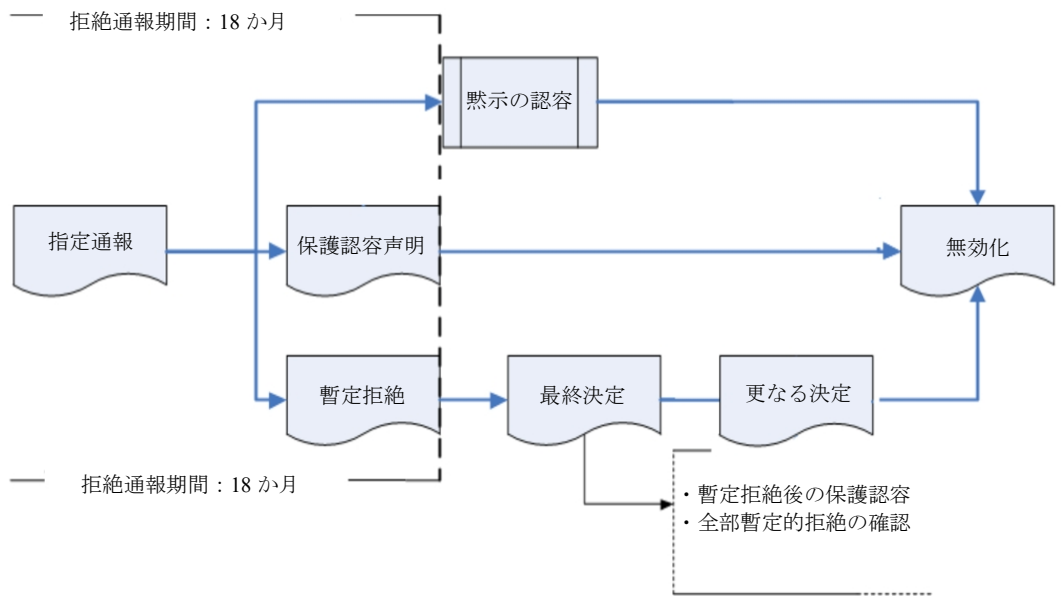 拒絶通報期間：18 か月
黙示の認容
指定通報
保護認容声明
無効化
暫定拒絶
最終決定
更なる決定
拒絶通報期間：18 か月
・暫定拒絶後の保護認容
・全部暫定的拒絶の確認